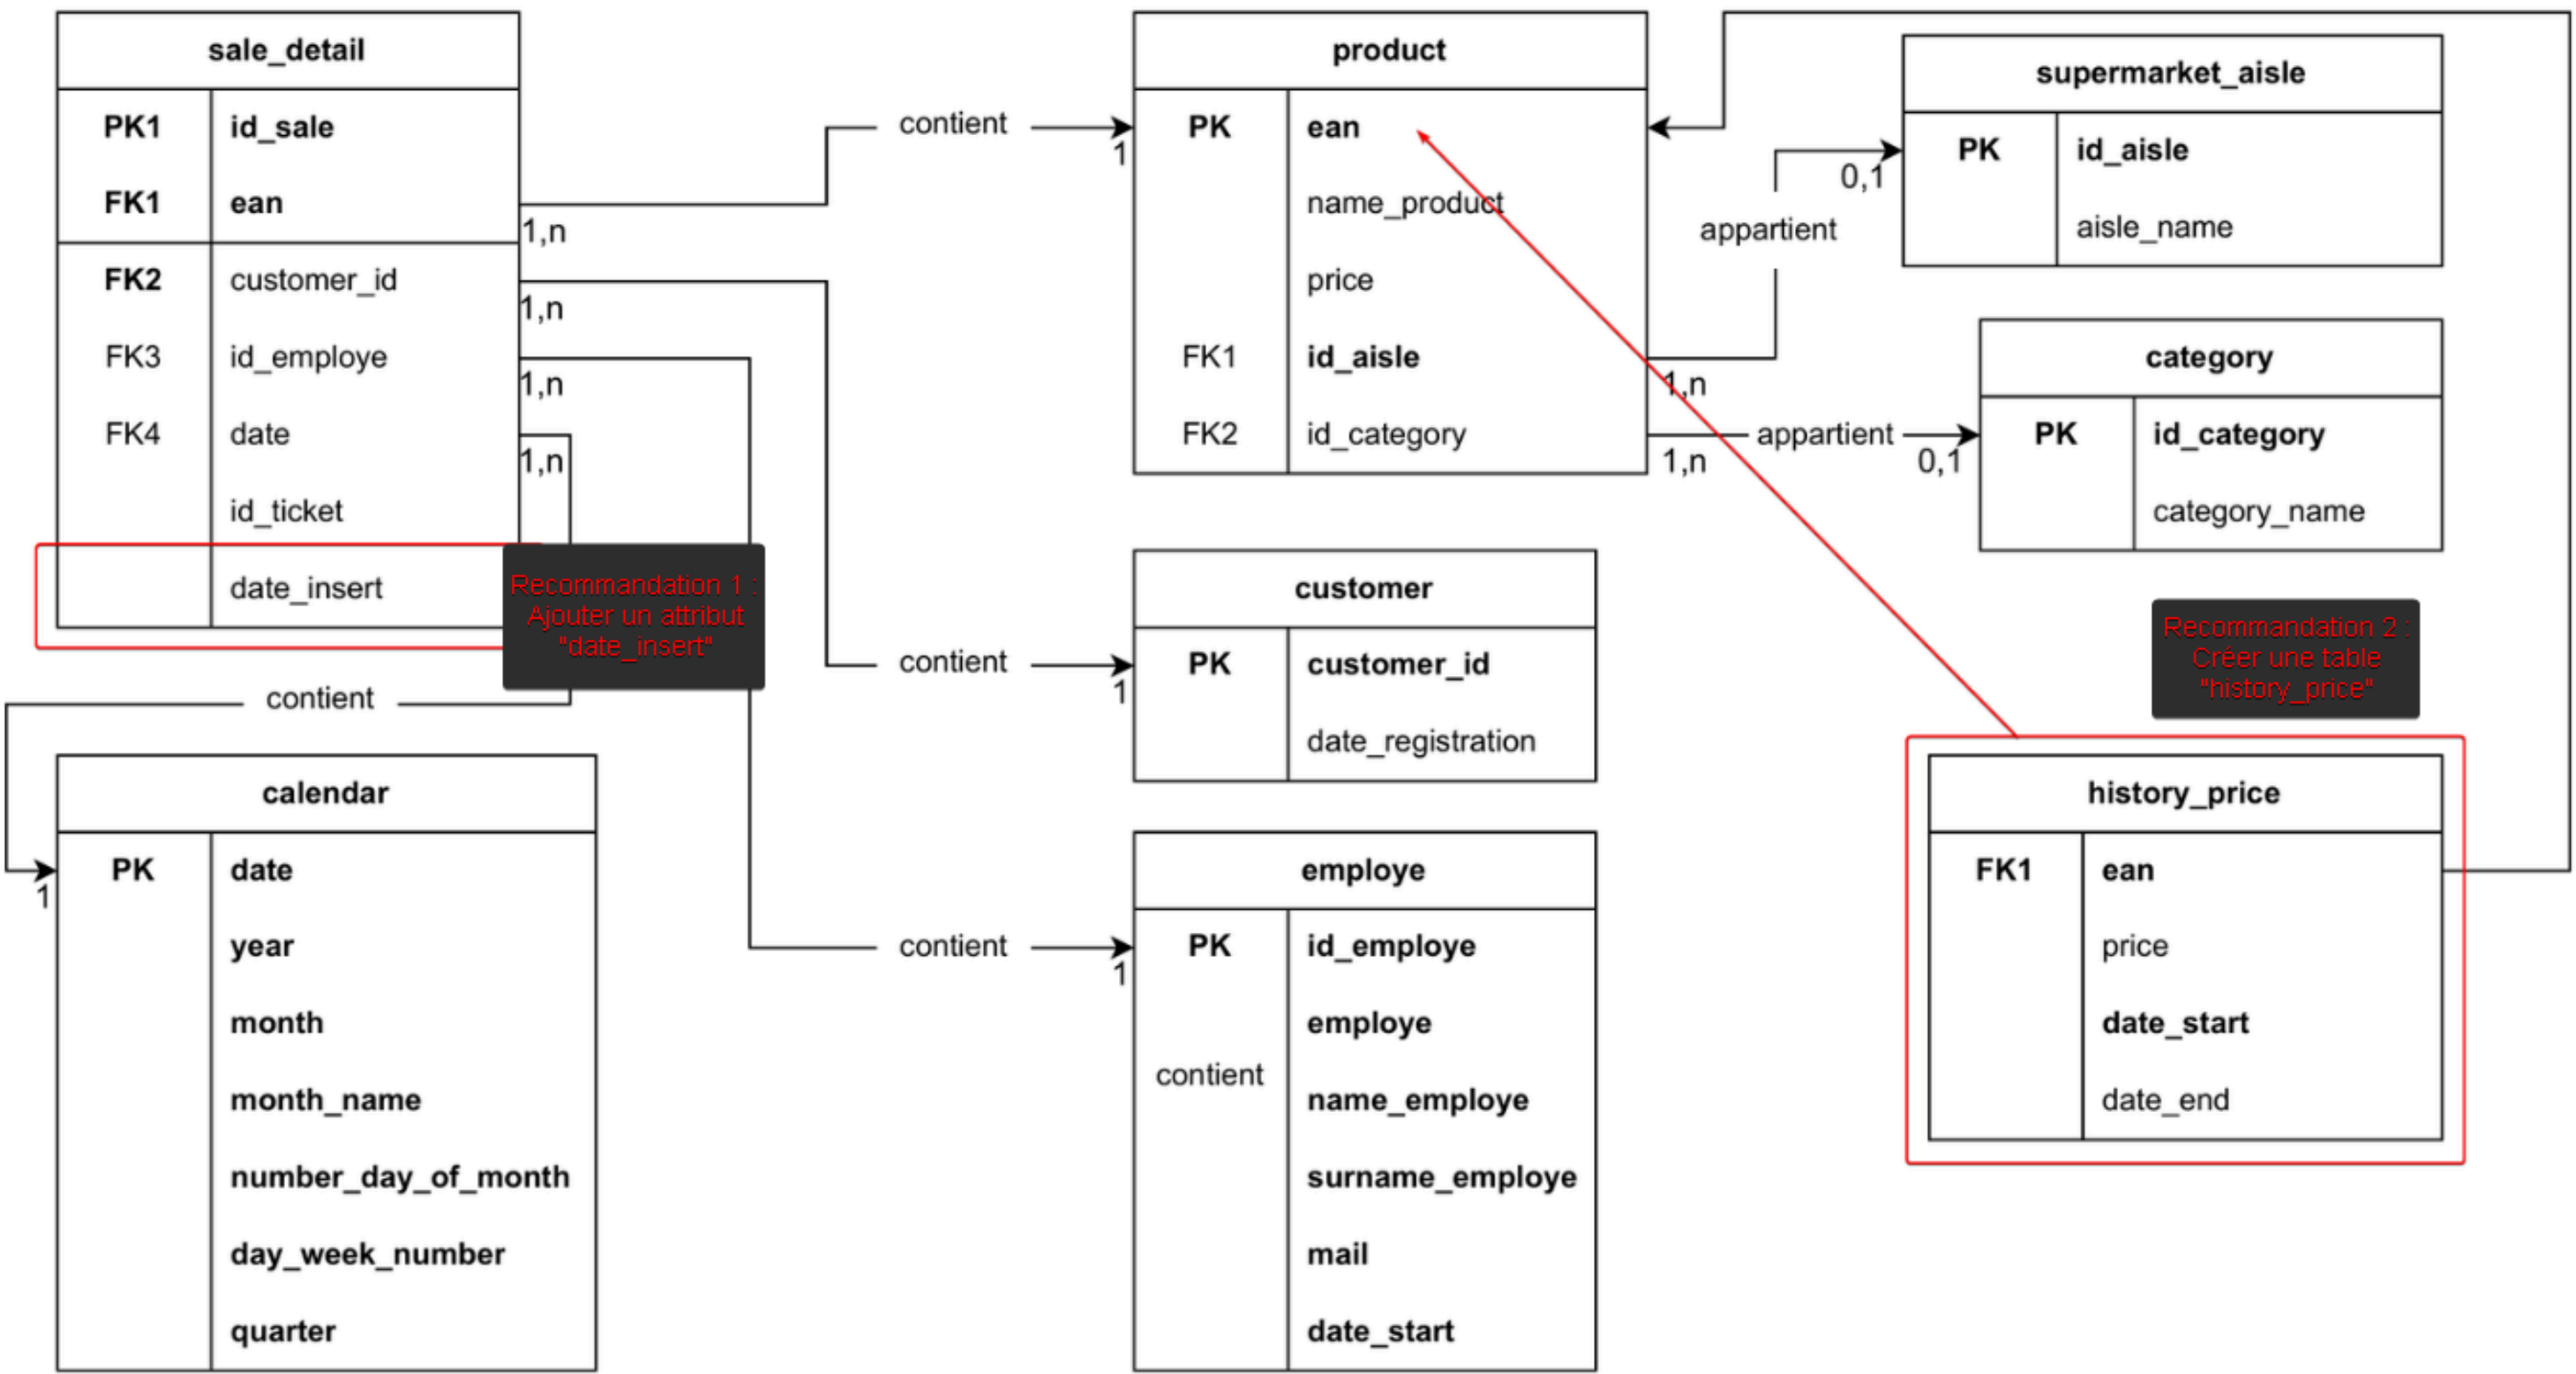 sale_detail
PK1 id_sale
FK1 ean
FK2 customer_id
FK3 id_employe
FK4 date
id_ticket
date_insert
1,n
1,n
1,n
1,n
contient
1
contient
1
contient
1
contient
1
product
PK ean
name_product
price
FK1 id_aisle
FK2 id_category
1,n
1,n
appartient
0,1
appartient
0,1
supermarket_aisle
PK id_aisle
aisle_name
category
PK id_category
category_name
Recommandation 1 :
Ajouter un attribut
"date_insert"
customer
PK customer_id
date_registration
Recommandation 2 :
Créer une table
"history_price"
calendar
PK date
year
month
month_name
number_day_of_month
day_week_number
quarter
employe
PK id_employe
employe
contient
name_employe
surname_employe
mail
date_start
history_price
FK1 ean
price
date_start
date_end